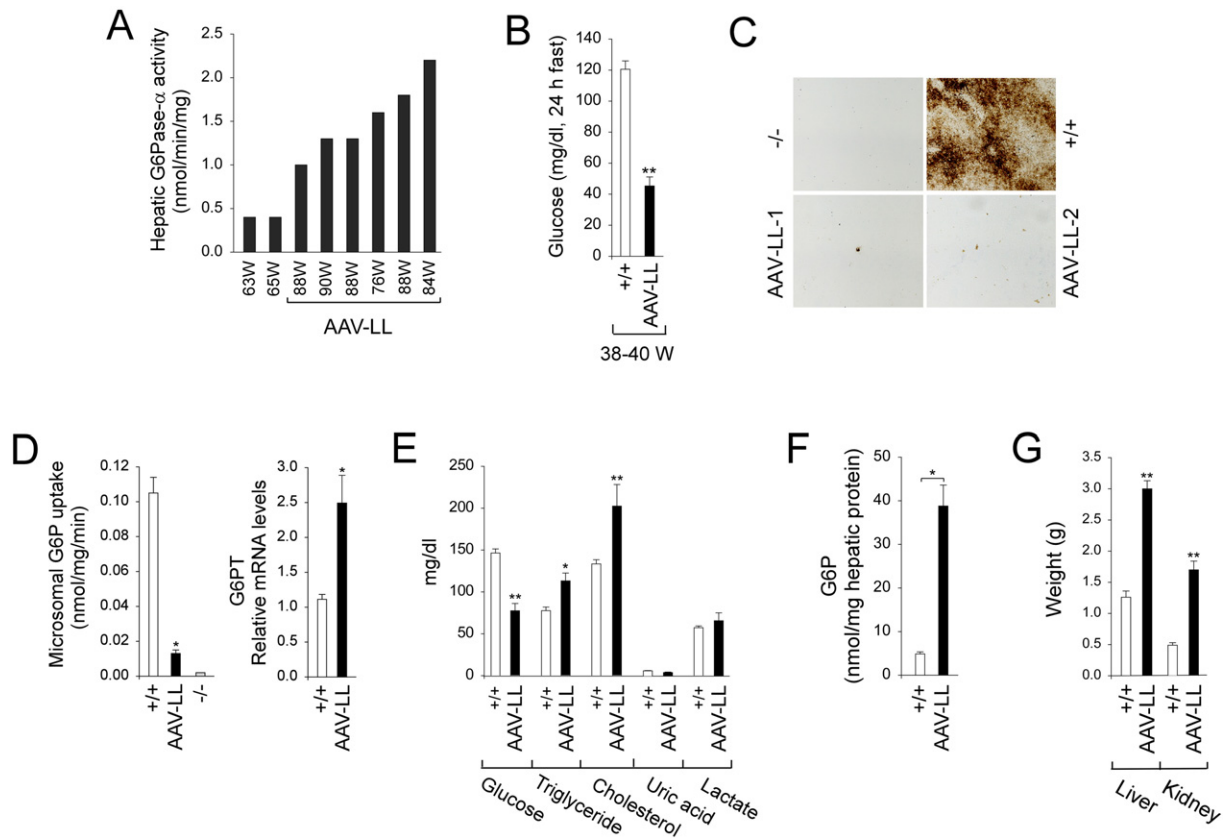 A
Hepatic G6Pase-α activity
(nmol/min/mg)
2.5
2.0
1.5
1.0
0.5
0.0
63W
65W
88W
90W
88W
76W
88W
84W
AAV-LL
B
Glucose (mg/dl, 24 h fast)
140
120
100
80
60
40
20
0
**
+/+
AAV-LL
38-40 W
C
-/-
+/+
AAV-LL-1
AAV-LL-2
D
Microsomal G6P uptake
(nmol/mg/min)
0.12
0.10
0.08
0.06
0.04
0.02
0.00
*
+/+
AAV-LL
-/-
G6PT
Relative mRNA levels
3.0
2.5
2.0
1.5
1.0
0.5
0.0
*
+/+
AAV-LL
E
mg/dl
250
200
150
100
50
0
**
*
**
+/+
AAV-LL
+/+
AAV-LL
+/+
AAV-LL
+/+
AAV-LL
+/+
AAV-LL
Glucose
Triglyceride
Cholesterol
Uric acid
Lactate
F
G6P
(nmol/mg hepatic protein)
50
40
30
20
10
0
*
+/+
AAV-LL
G
Weight (g)
3.5
3.0
2.5
2.0
1.5
1.0
0.5
0.0
**
**
+/+
AAV-LL
+/+
AAV-LL
Liver
Kidney